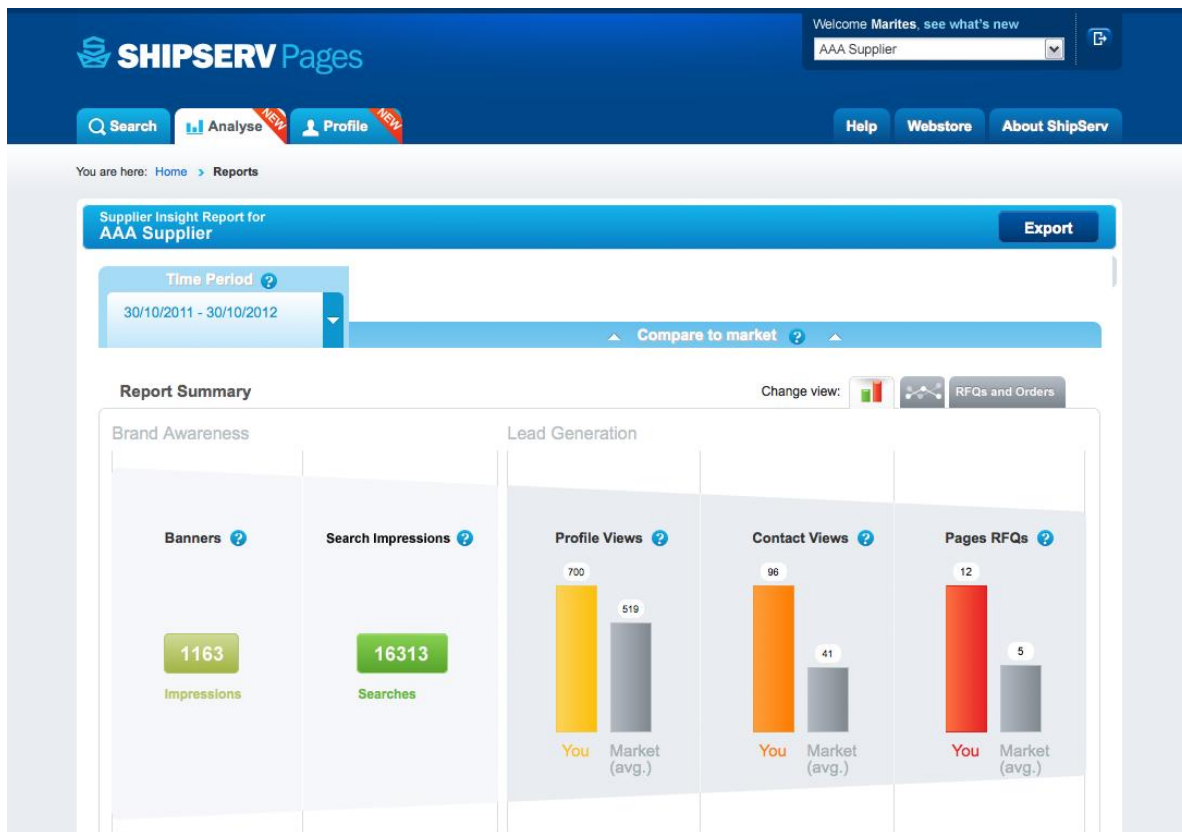 Welcome Marites, see what's new
AAA Supplier
SHIPSERV Pages
Search
Analyse
NEW
Profile
NEW
Help
Webstore
About ShipServ
You are here: Home > Reports
Supplier Insight Report for
AAA Supplier
Export
Time Period ?
30/10/2011 - 30/10/2012
Compare to market ?
Report Summary
Change view:
RFQs and Orders
Brand Awareness
Lead Generation
Banners ?
Search Impressions ?
Profile Views ?
Contact Views ?
Pages RFQs ?
1163
Impressions
16313
Searches
700
519
You
Market
(avg.)
96
41
You
Market
(avg.)
12
5
You
Market
(avg.)